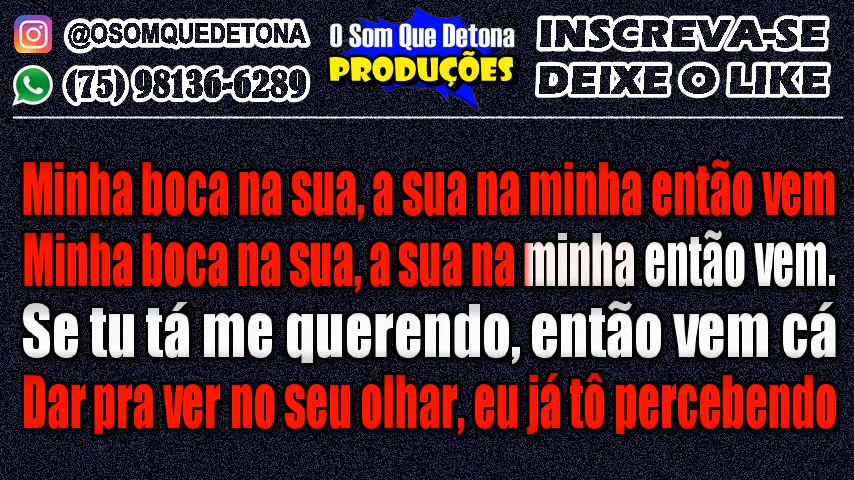 @OSOMQUEDETONA
(75) 98136-6289
O Som Que Detona
PRODUÇÕES
INSCREVA-SE
DEIXE O LIKE
Minha boca na sua, a sua na minha então vem
Minha boca na sua, a sua na minha então vem.
Se tu tá me querendo, então vem cá
Dar pra ver no seu olhar, eu já tô percebendo